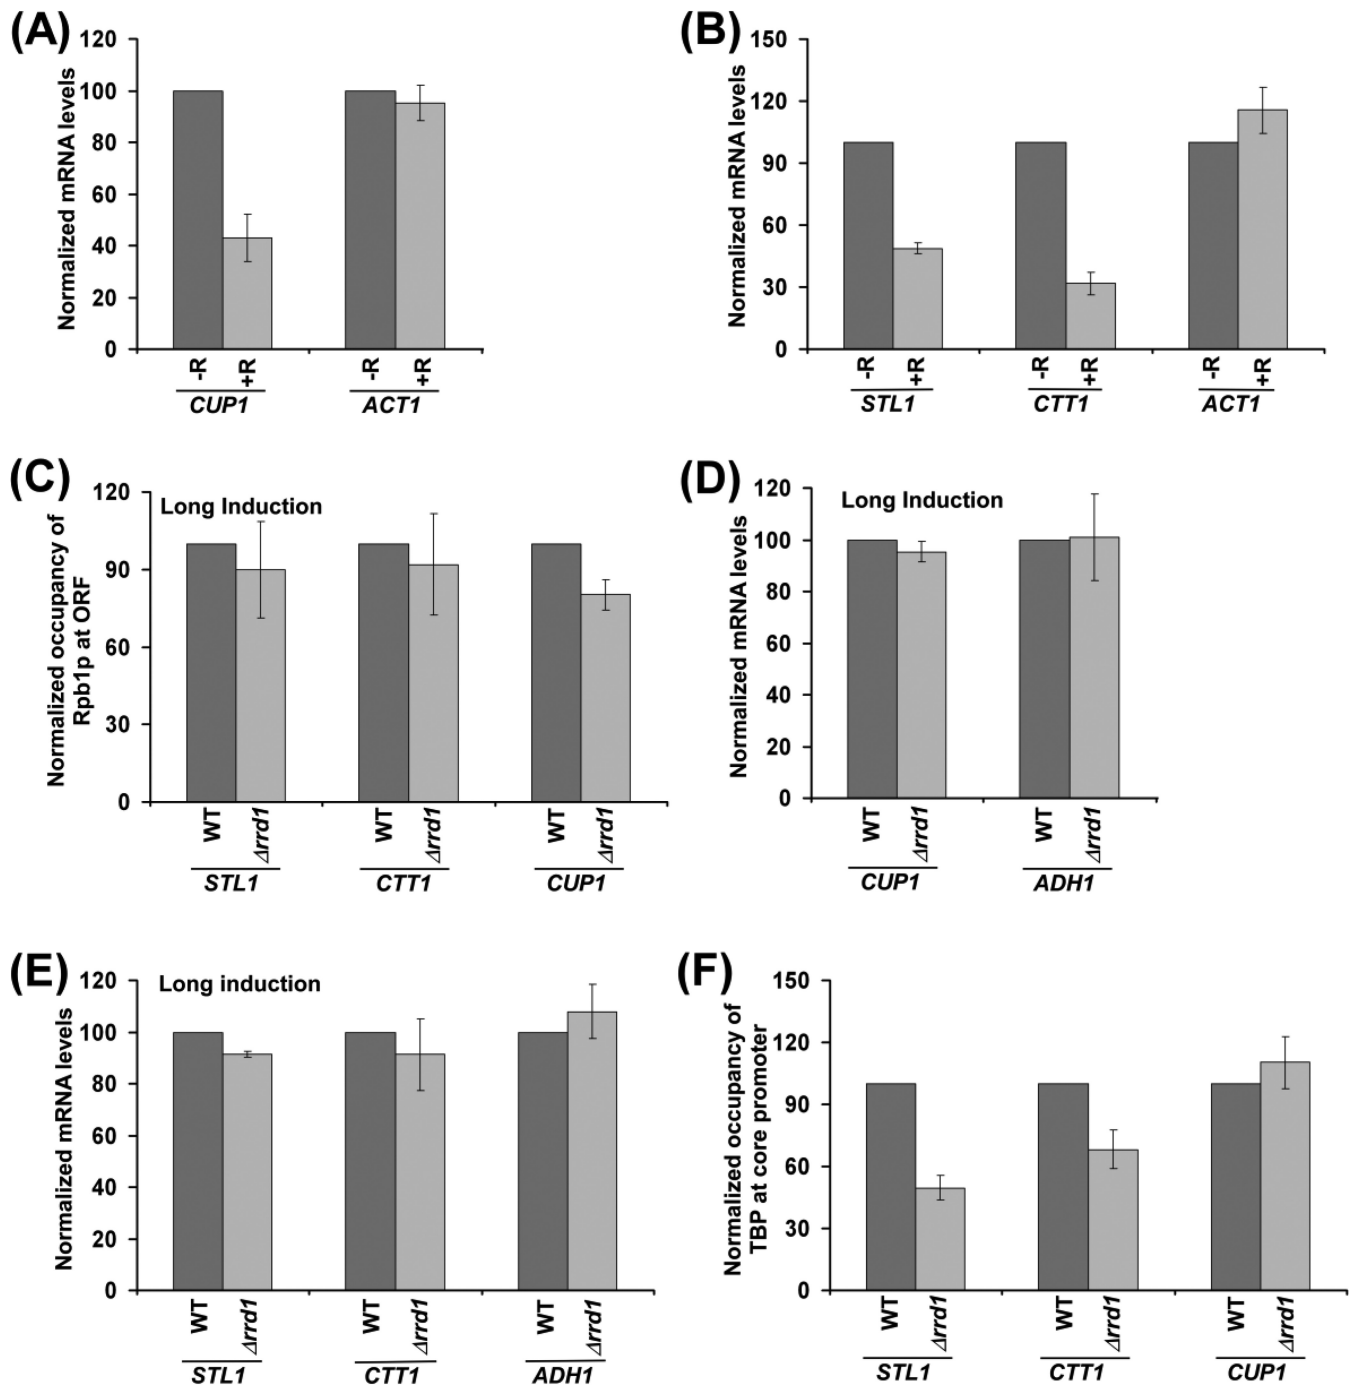 (A)
Normalized mRNA levels
120
100
80
60
40
20
0
-R +R -R +R
CUP1 ACT1
(B)
Normalized mRNA levels
150
120
90
60
30
0
-R +R -R +R -R +R
STL1 CTT1 ACT1
(C)
Long Induction
Normalized occupancy of
Rpb1p at ORF
120
90
60
30
0
WT Δrrd1 WT Δrrd1 WT Δrrd1
STL1 CTT1 CUP1
(D)
Long Induction
Normalized mRNA levels
120
100
80
60
40
20
0
WT Δrrd1 WT Δrrd1
CUP1 ADH1
(E)
Long induction
Normalized mRNA levels
120
100
80
60
40
20
0
WT Δrrd1 WT Δrrd1 WT Δrrd1
STL1 CTT1 ADH1
(F)
Normalized occupancy of
TBP at core promoter
150
120
90
60
30
0
WT Δrrd1 WT Δrrd1 WT Δrrd1
STL1 CTT1 CUP1